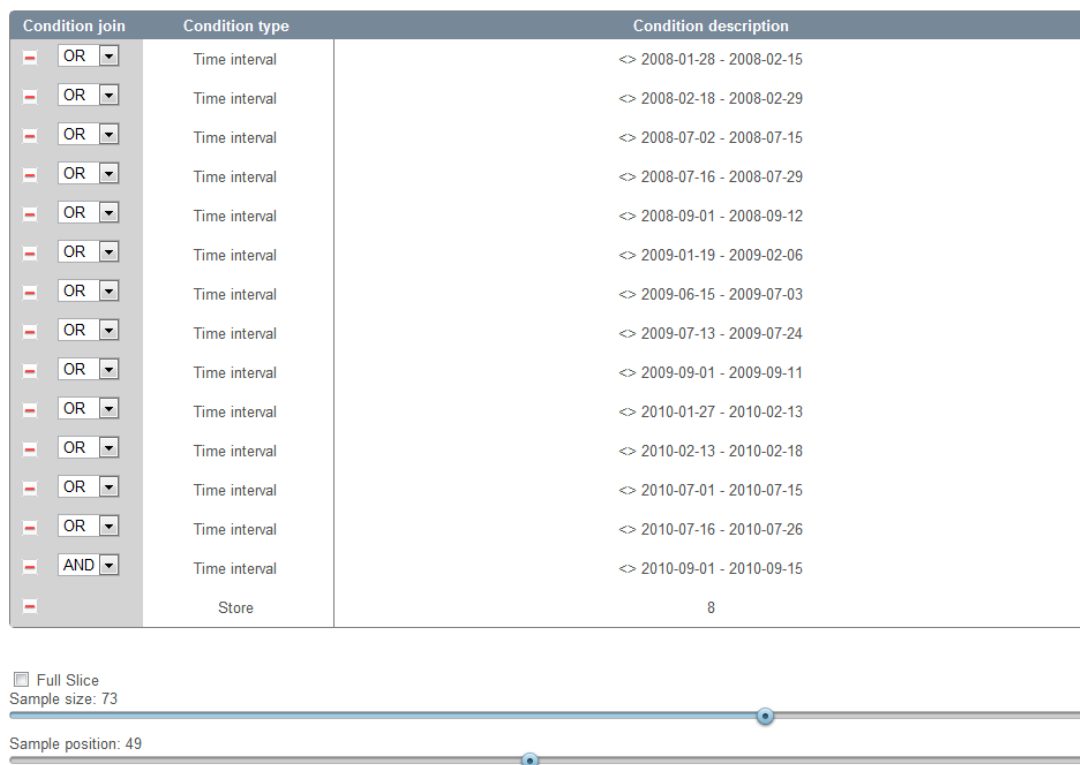 Condition join Condition type Condition description
OR Time interval <> 2008-01-28 - 2008-02-15
OR Time interval <> 2008-02-18 - 2008-02-29
OR Time interval <> 2008-07-02 - 2008-07-15
OR Time interval <> 2008-07-16 - 2008-07-29
OR Time interval <> 2008-09-01 - 2008-09-12
OR Time interval <> 2009-01-19 - 2009-02-06
OR Time interval <> 2009-06-15 - 2009-07-03
OR Time interval <> 2009-07-13 - 2009-07-24
OR Time interval <> 2009-09-01 - 2009-09-11
OR Time interval <> 2010-01-27 - 2010-02-13
OR Time interval <> 2010-02-13 - 2010-02-18
OR Time interval <> 2010-07-01 - 2010-07-15
OR Time interval <> 2010-07-16 - 2010-07-26
AND Time interval <> 2010-09-01 - 2010-09-15
Store 8
Full Slice
Sample size: 73
Sample position: 49